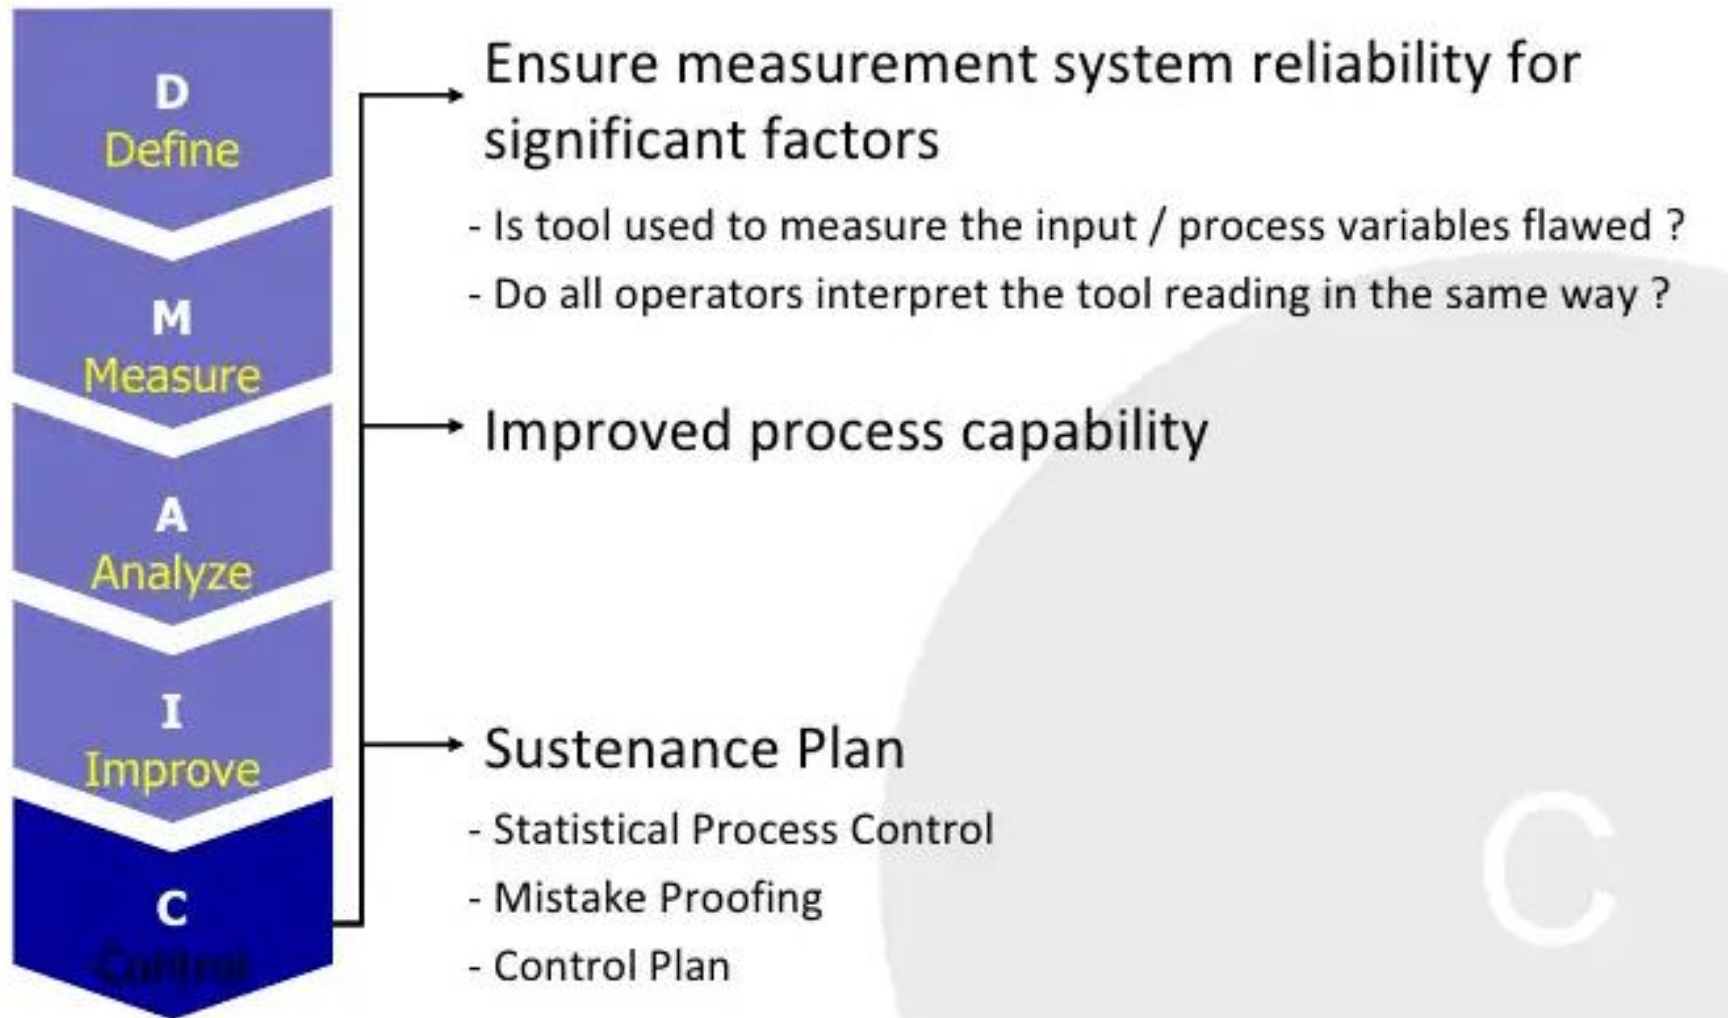 D
Define
M
Measure
A
Analyze
I
Improve
C
Control
Ensure measurement system reliability for
significant factors
- Is tool used to measure the input / process variables flawed ?
- Do all operators interpret the tool reading in the same way ?
Improved process capability
Sustenance Plan
- Statistical Process Control
- Mistake Proofing
- Control Plan
C